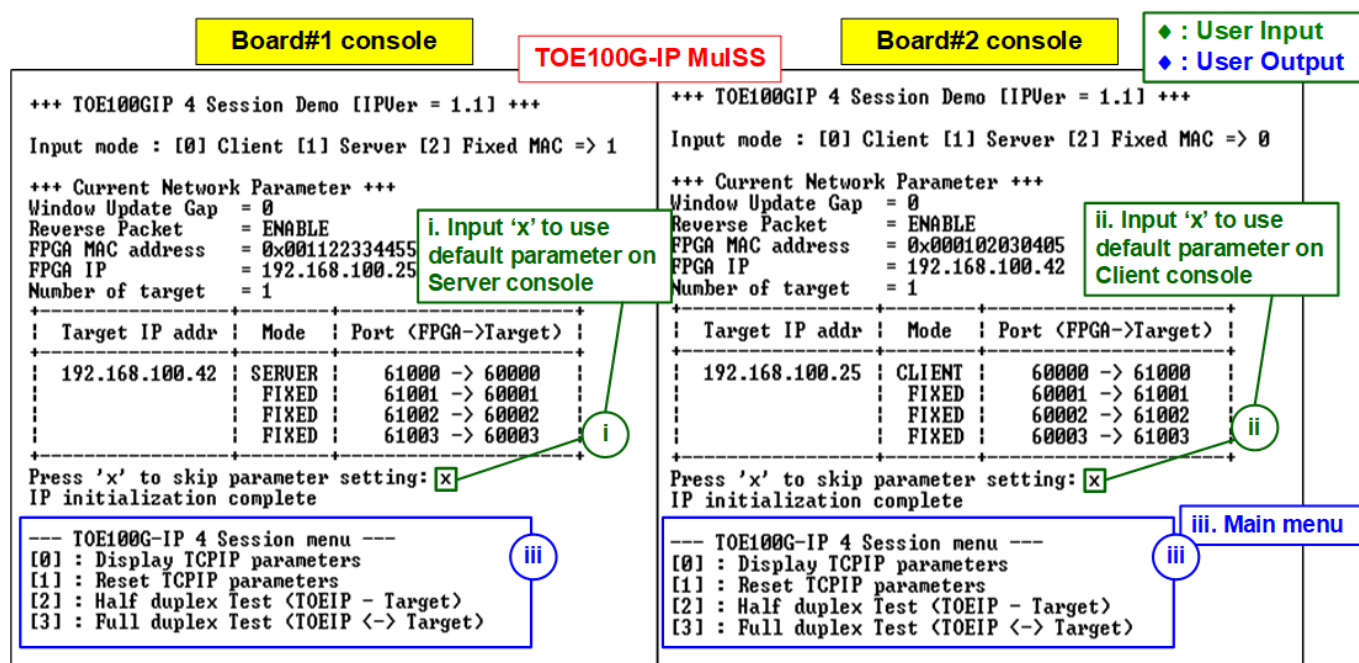 Board#1 console
Board#2 console
TOE100G-IP MulSS
♦ : User Input
♦ : User Output
+++ TOE100GIP 4 Session Demo [IPVer = 1.1] +++
Input mode : [0] Client [1] Server [2] Fixed MAC => 1
+++ Current Network Parameter +++
Window Update Gap = 0
Reverse Packet = ENABLE
FPGA MAC address = 0x001122334455
FPGA IP = 192.168.100.25
Number of target = 1
i. Input ‘x’ to use
default parameter on
Server console
Target IP addr | Mode | Port (FPGA->Target)
192.168.100.42 | SERVER | 61000 -> 60000
FIXED | 61001 -> 60001
FIXED | 61002 -> 60002
FIXED | 61003 -> 60003
i
Press 'x' to skip parameter setting: x
IP initialization complete
--- TOE100G-IP 4 Session menu ---
[0] : Display TCPIP parameters
[1] : Reset TCPIP parameters
[2] : Half duplex Test (TOEIP - Target)
[3] : Full duplex Test (TOEIP <-> Target)
iii
+++ TOE100GIP 4 Session Demo [IPVer = 1.1] +++
Input mode : [0] Client [1] Server [2] Fixed MAC => 0
+++ Current Network Parameter +++
Window Update Gap = 0
Reverse Packet = ENABLE
FPGA MAC address = 0x000102030405
FPGA IP = 192.168.100.42
Number of target = 1
ii. Input ‘x’ to use
default parameter on
Client console
Target IP addr | Mode | Port (FPGA->Target)
192.168.100.25 | CLIENT | 60000 -> 61000
FIXED | 60001 -> 61001
FIXED | 60002 -> 61002
FIXED | 60003 -> 61003
ii
Press 'x' to skip parameter setting: x
IP initialization complete
iii. Main menu
--- TOE100G-IP 4 Session menu ---
[0] : Display TCPIP parameters
[1] : Reset TCPIP parameters
[2] : Half duplex Test (TOEIP - Target)
[3] : Full duplex Test (TOEIP <-> Target)
iii